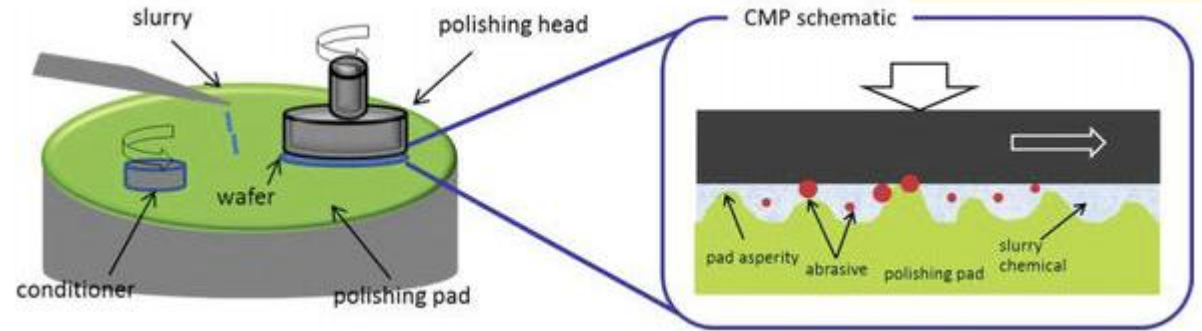 slurry
polishing head
wafer
conditioner
polishing pad
CMP schematic
pad asperity
abrasive
polishing pad
slurry
chemical